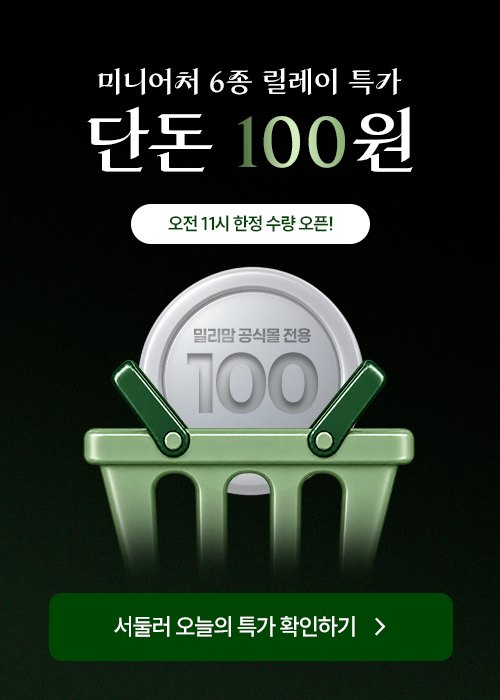 미니어처 6종 릴레이 특가
단돈 100원
오전 11시 한정 수량 오픈!
밀리맘 공식몰 전용
100
서둘러 오늘의 특가 확인하기